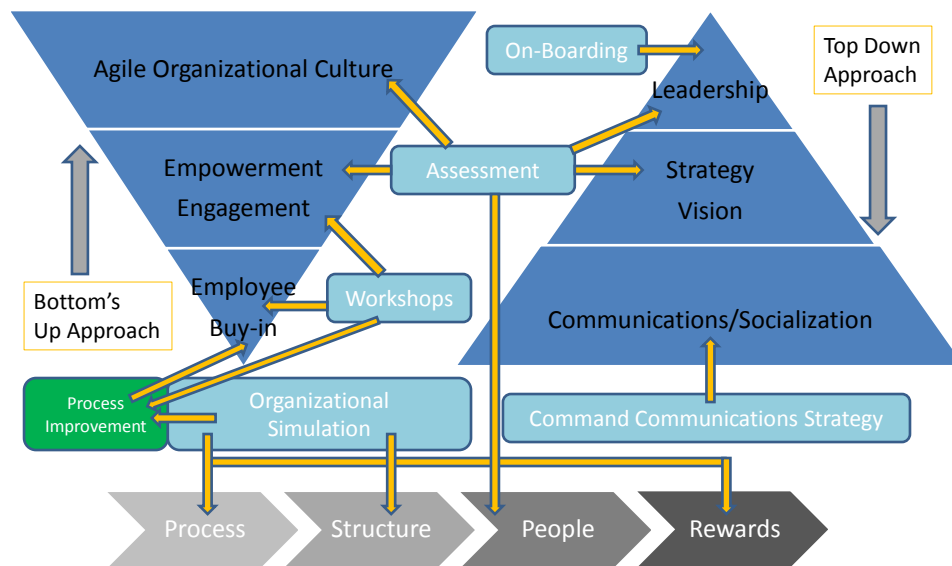 On-Boarding
Top Down
Approach
Agile Organizational Culture
Leadership
Empowerment
Engagement
Assessment
Strategy
Vision
Bottom's
Up Approach
Employee
Buy-in
Workshops
Communications/Socialization
Process
Improvement
Organizational
Simulation
Command Communications Strategy
Process
Structure
People
Rewards